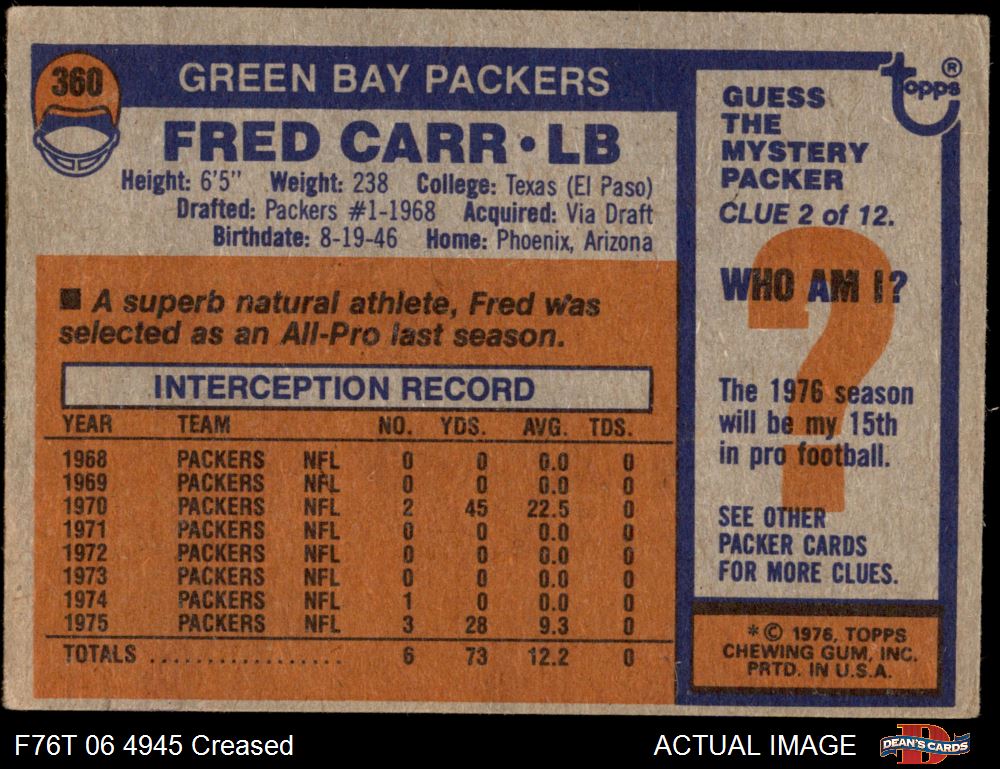 360
GREEN BAY PACKERS
FRED CARR • LB
Height: 6'5" Weight: 238 College: Texas (El Paso)
Drafted: Packers #1-1968 Acquired: Via Draft
Birthdate: 8-19-46 Home: Phoenix, Arizona
■ A superb natural athlete, Fred was
selected as an All-Pro last season.
INTERCEPTION RECORD
YEAR TEAM NO. YDS. AVG. TDS.
1968 PACKERS NFL 0 0 0.0 0
1969 PACKERS NFL 0 0 0.0 0
1970 PACKERS NFL 2 45 22.5 0
1971 PACKERS NFL 0 0 0.0 0
1972 PACKERS NFL 0 0 0.0 0
1973 PACKERS NFL 0 0 0.0 0
1974 PACKERS NFL 1 0 0.0 0
1975 PACKERS NFL 3 28 9.3 0
TOTALS .................... 6 73 12.2 0
topps ®
GUESS
THE
MYSTERY
PACKER
CLUE 2 of 12.
?
WHO AM I?
The 1976 season
will be my 15th
in pro football.
SEE OTHER
PACKER CARDS
FOR MORE CLUES.
* © 1976, TOPPS
CHEWING GUM, INC.
PRTD. IN U.S.A.
F76T 06 4945 Creased
ACTUAL IMAGE
DEAN'S CARDS